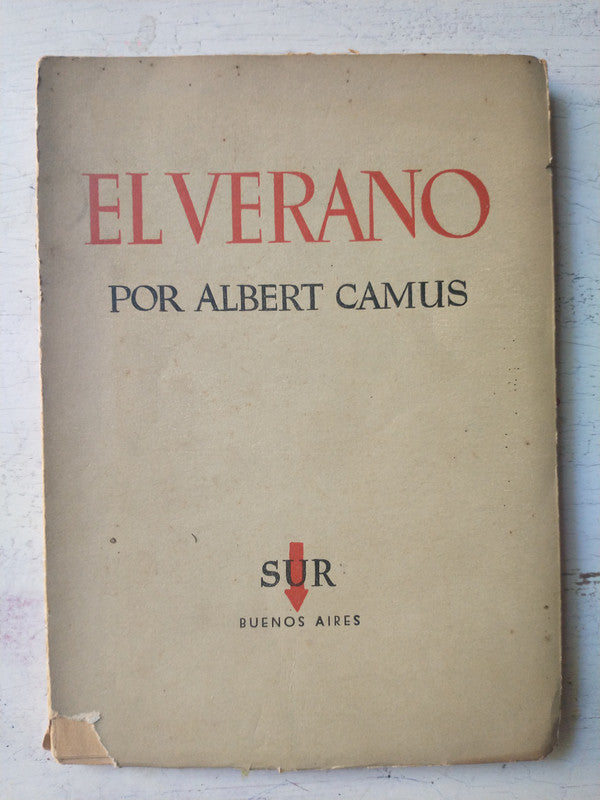 EL VERANO
POR ALBERT CAMUS
SUR
BUENOS AIRES